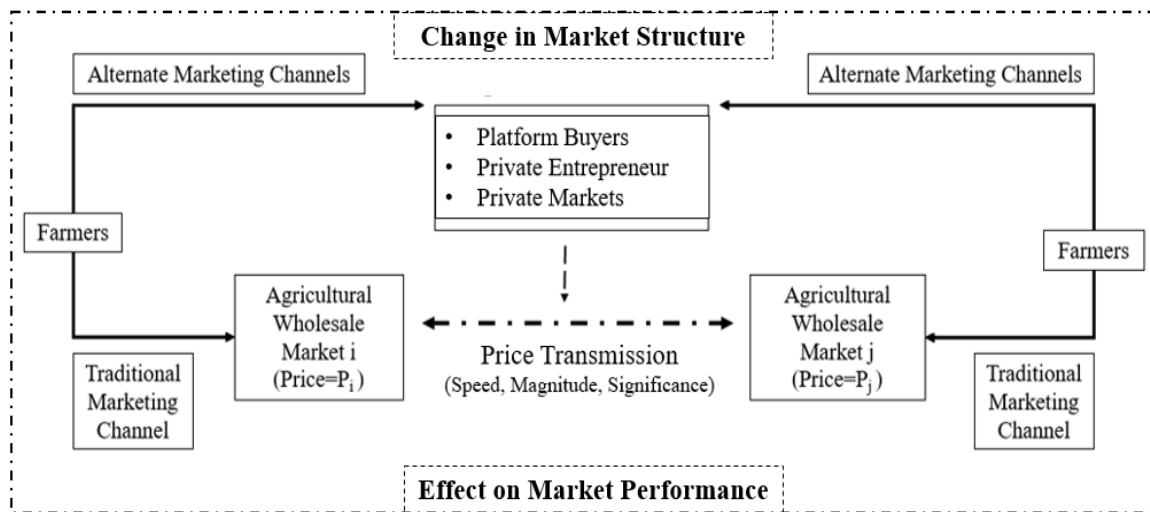 Change in Market Structure
Alternate Marketing Channels
Alternate Marketing Channels
• Platform Buyers
• Private Entrepreneur
• Private Markets
Farmers
Farmers
Agricultural
Wholesale
Market i
(Price=Pi)
Agricultural
Wholesale
Market j
(Price=Pj)
Price Transmission
(Speed, Magnitude, Significance)
Traditional
Marketing
Channel
Traditional
Marketing
Channel
Effect on Market Performance